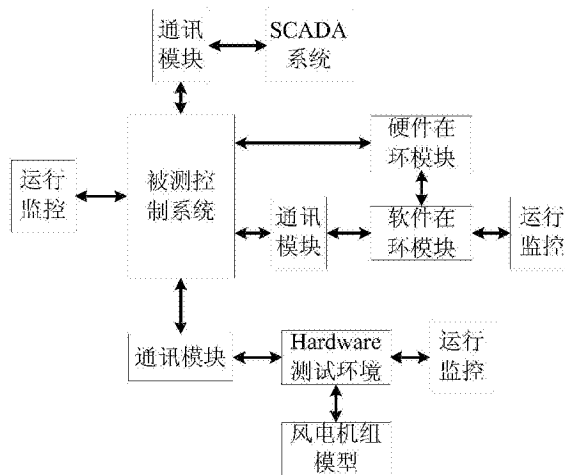 通讯
模块
SCADA
系统
硬件在
环模块
运行
监控
被测控
制系统
通讯
模块
软件在
环模块
运行
监控
通讯模块
Hardware
测试环境
运行
监控
风电机组
模型